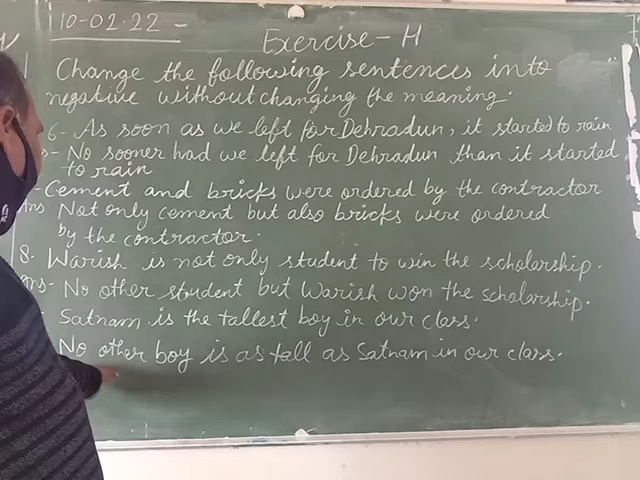 10-02.22 -
Exercise - H
Change the following sentences into
negative without changing the meaning.
6- As soon as we left for Dehradun, it started to rain
- No sooner had we left for Dehradun than it started
to rain
- Cement and bricks were ordered by the contractor
Ans- Not only cement but also bricks were ordered
by the contractor.
8. Warish is not only student to win the scholarship.
Ans- No other student but Warish won the scholarship.
Satnam is the tallest boy in our class.
No other boy is as tall as Satnam in our class.